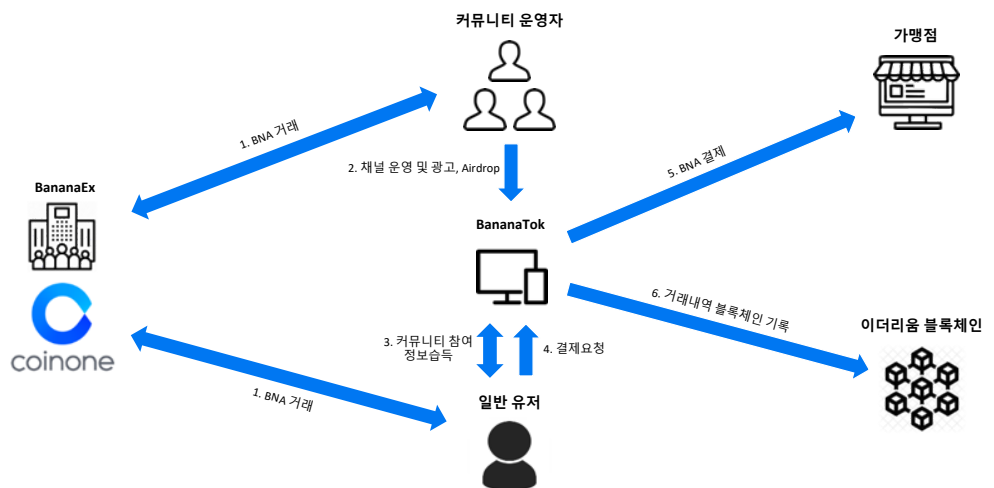 커뮤니티 운영자
가맹점
1. BNA 거래
2. 채널 운영 및 광고, Airdrop
5. BNA 결제
BananaEx
BananaTok
coinone
6. 거래내역 블록체인 기록
이더리움 블록체인
3. 커뮤니티 참여
정보습득
4. 결제요청
1. BNA 거래
일반 유저